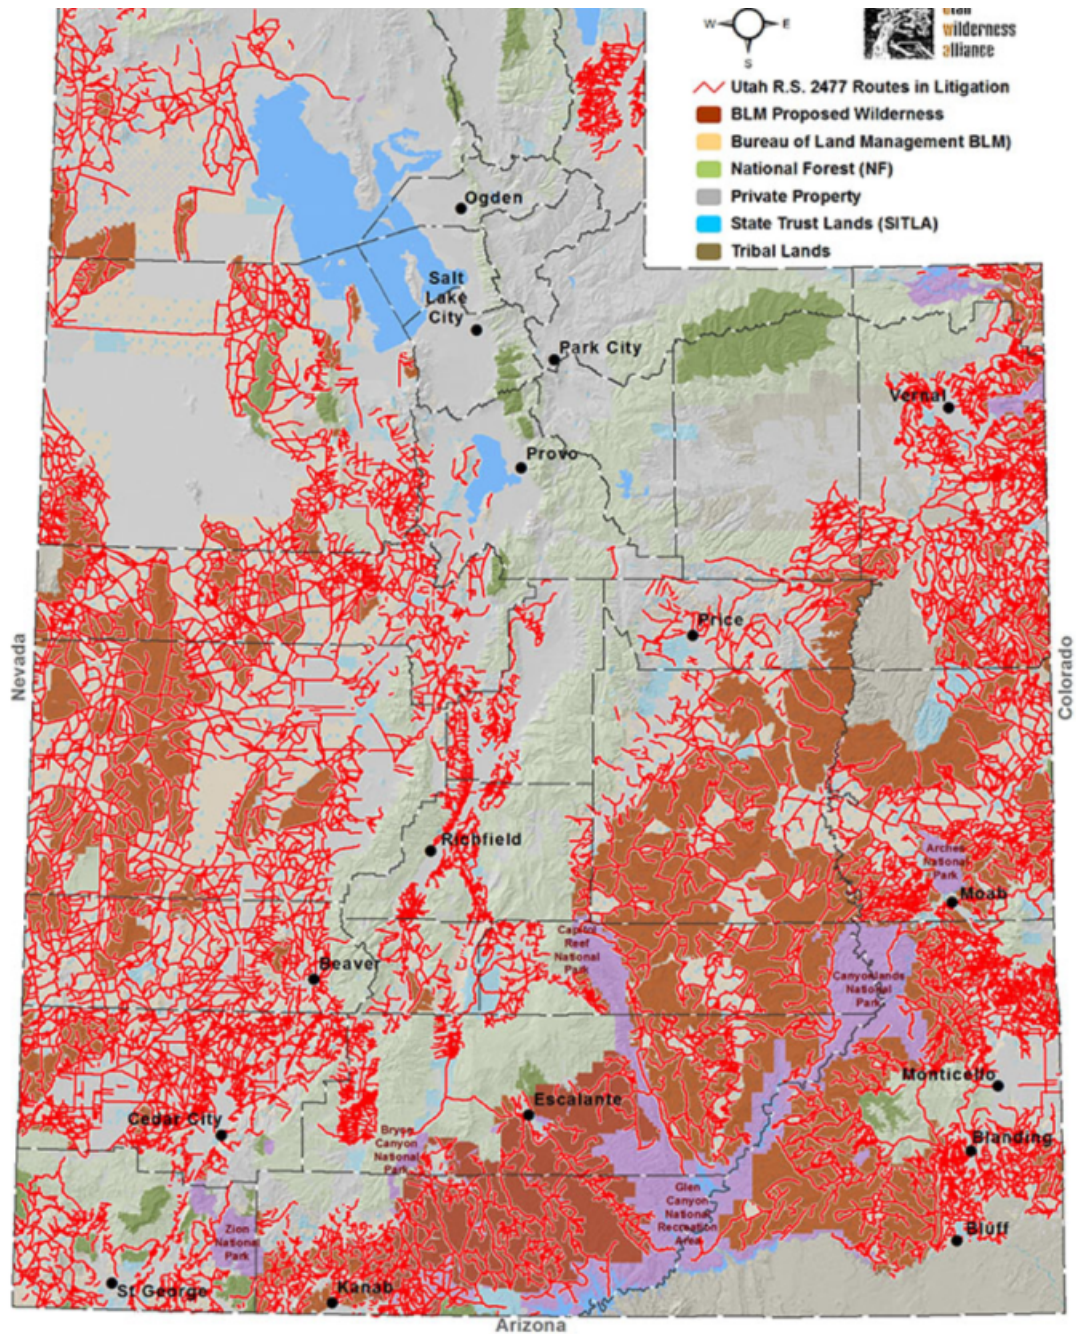 W
E
S
wilderness
alliance
Utah R.S. 2477 Routes in Litigation
BLM Proposed Wilderness
Bureau of Land Management BLM)
National Forest (NF)
Private Property
State Trust Lands (SITLA)
Tribal Lands
Ogden
Salt
Lake
City
Park City
Vernal
Provo
Price
Nevada
Colorado
Richfield
Arches
National
Park
Moab
Capitol
Reef
National
Park
Beaver
Canyonlands
National
Park
Monticello
Escalante
Cedar City
Bryce
Canyon
National
Park
Blanding
Glen
Canyon
National
Recreation
Area
Zion
National
Park
Bluff
St George
Kanab
Arizona